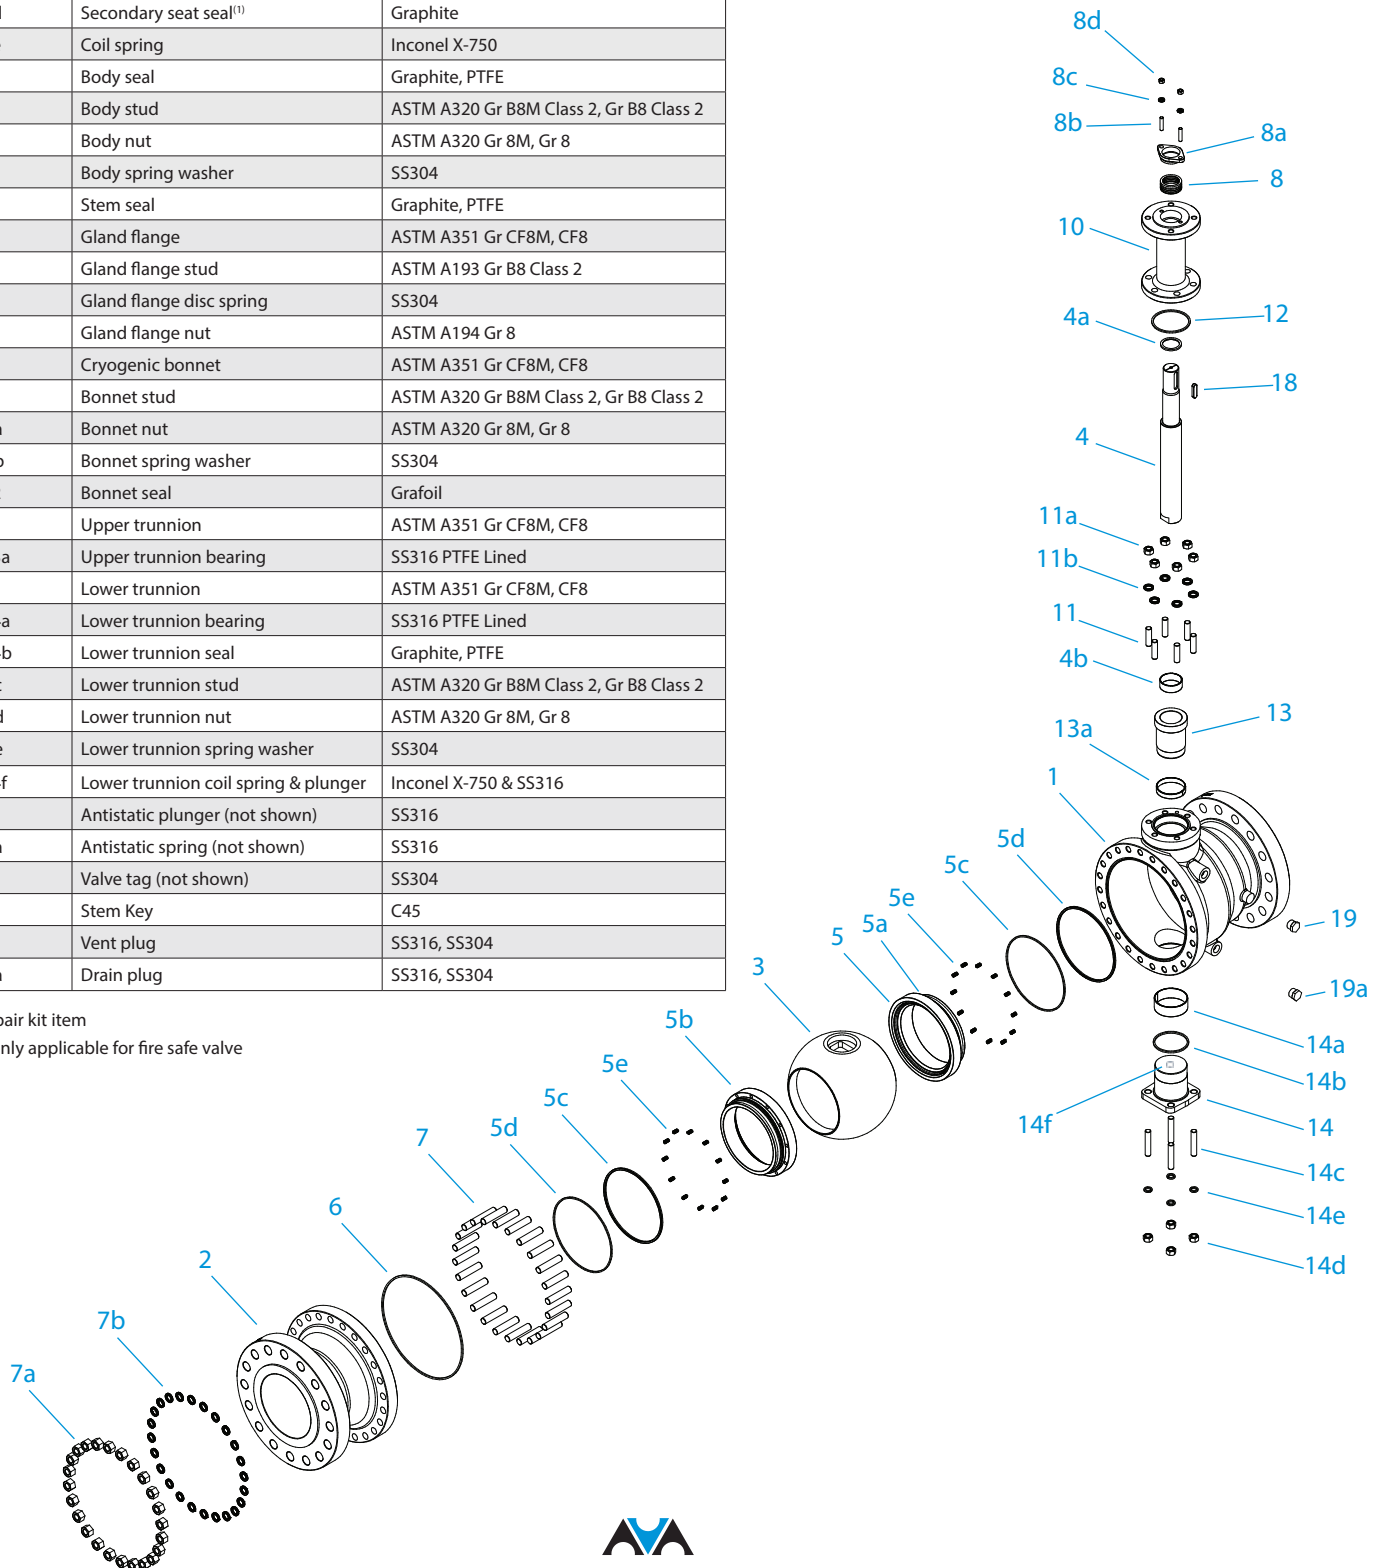 d Secondary seat seal(1) Graphite
Coil spring Inconel X-750
Body seal Graphite, PTFE
Body stud ASTM A320 Gr B8M Class 2, Gr B8 Class 2
Body nut ASTM A320 Gr 8M, Gr 8
Body spring washer SS304
Stem seal Graphite, PTFE
Gland flange ASTM A351 Gr CF8M, CF8
Gland flange stud ASTM A193 Gr B8 Class 2
Gland flange disc spring SS304
Gland flange nut ASTM A194 Gr 8
Cryogenic bonnet ASTM A351 Gr CF8M, CF8
Bonnet stud ASTM A320 Gr B8M Class 2, Gr B8 Class 2
Bonnet nut ASTM A320 Gr 8M, Gr 8
Bonnet spring washer SS304
Bonnet seal Grafoil
Upper trunnion ASTM A351 Gr CF8M, CF8
a Upper trunnion bearing SS316 PTFE Lined
Lower trunnion ASTM A351 Gr CF8M, CF8
a Lower trunnion bearing SS316 PTFE Lined
b Lower trunnion seal Graphite, PTFE
Lower trunnion stud ASTM A320 Gr B8M Class 2, Gr B8 Class 2
d Lower trunnion nut ASTM A320 Gr 8M, Gr 8
e Lower trunnion spring washer SS304
f Lower trunnion coil spring & plunger Inconel X-750 & SS316
Antistatic plunger (not shown) SS316
Antistatic spring (not shown) SS316
Valve tag (not shown) SS304
Stem Key C45
Vent plug SS316, SS304
Drain plug SS316, SS304
pair kit item
nly applicable for fire safe valve
8d
8c
8b
8a
8
10
12
4a
18
4
11a
11b
11
4b
13
13a
1
5d
5c
5e
5a
5
3
19
19a
5b
5e
5c
5d
7
6
2
7b
7a
14a
14b
14f
14
14c
14e
14d